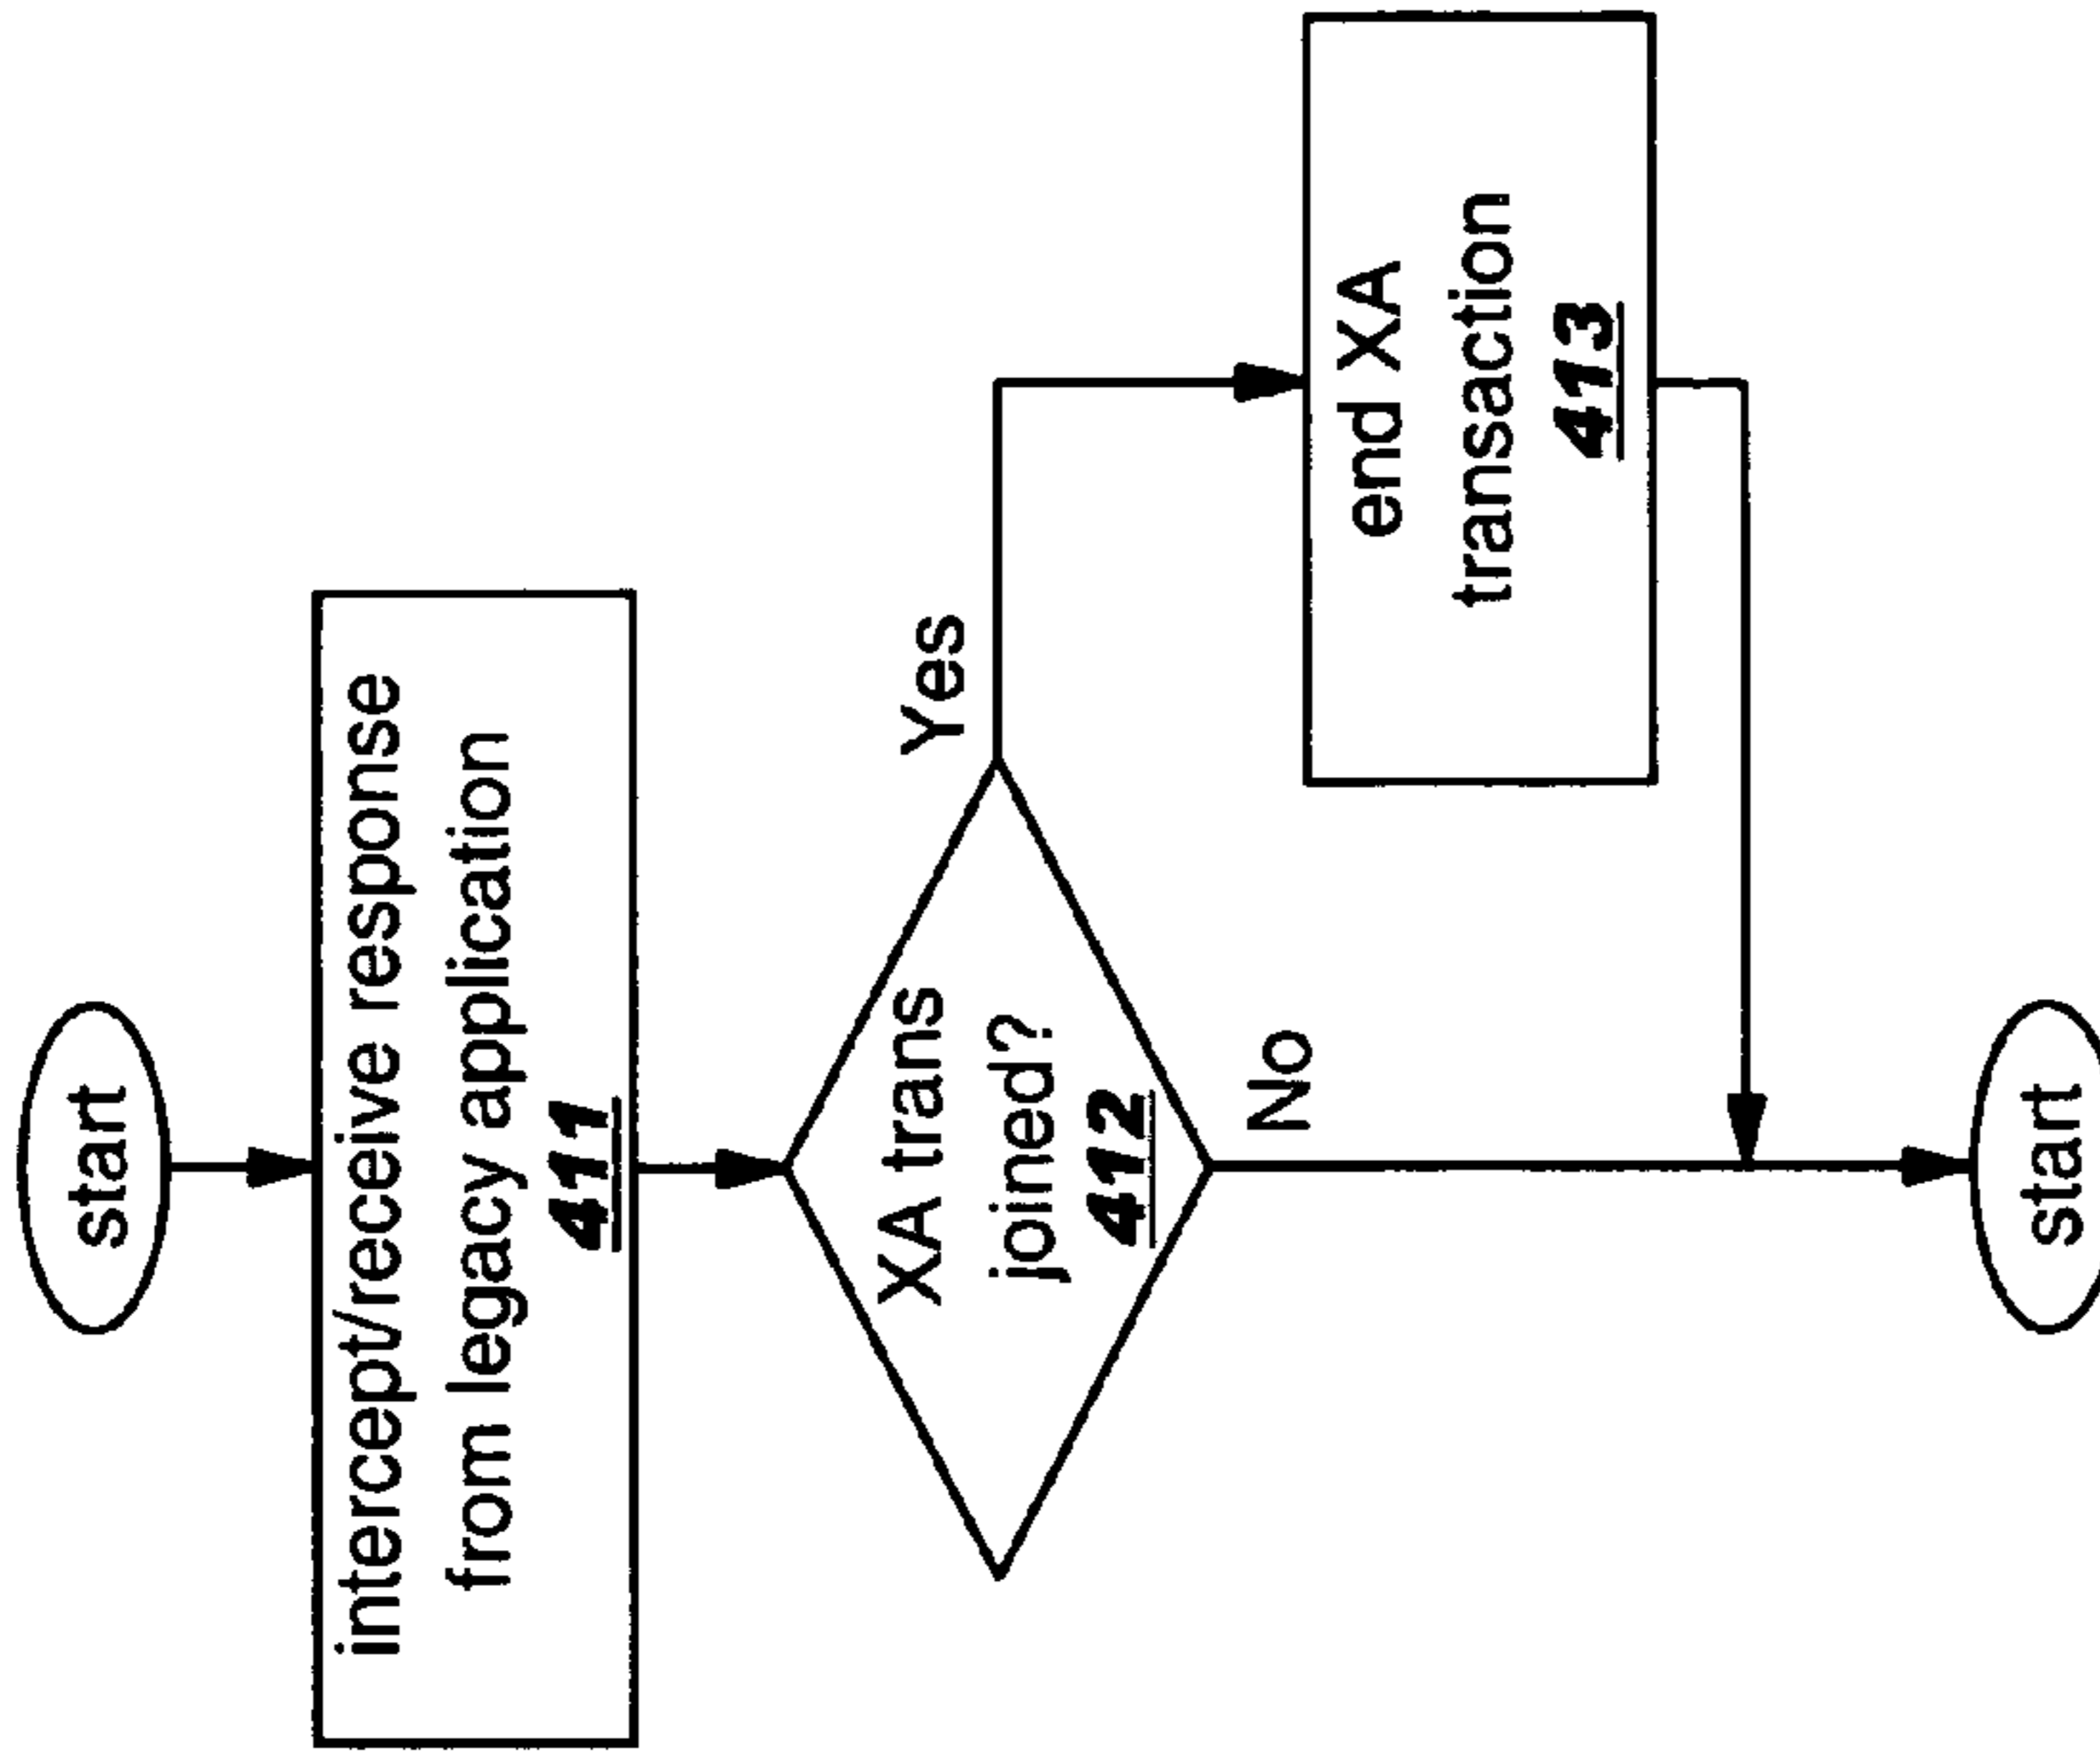 start
intercept/receive response
from legacy application
411
XA trans
joined?
412
Yes
No
end XA
transaction
413
start